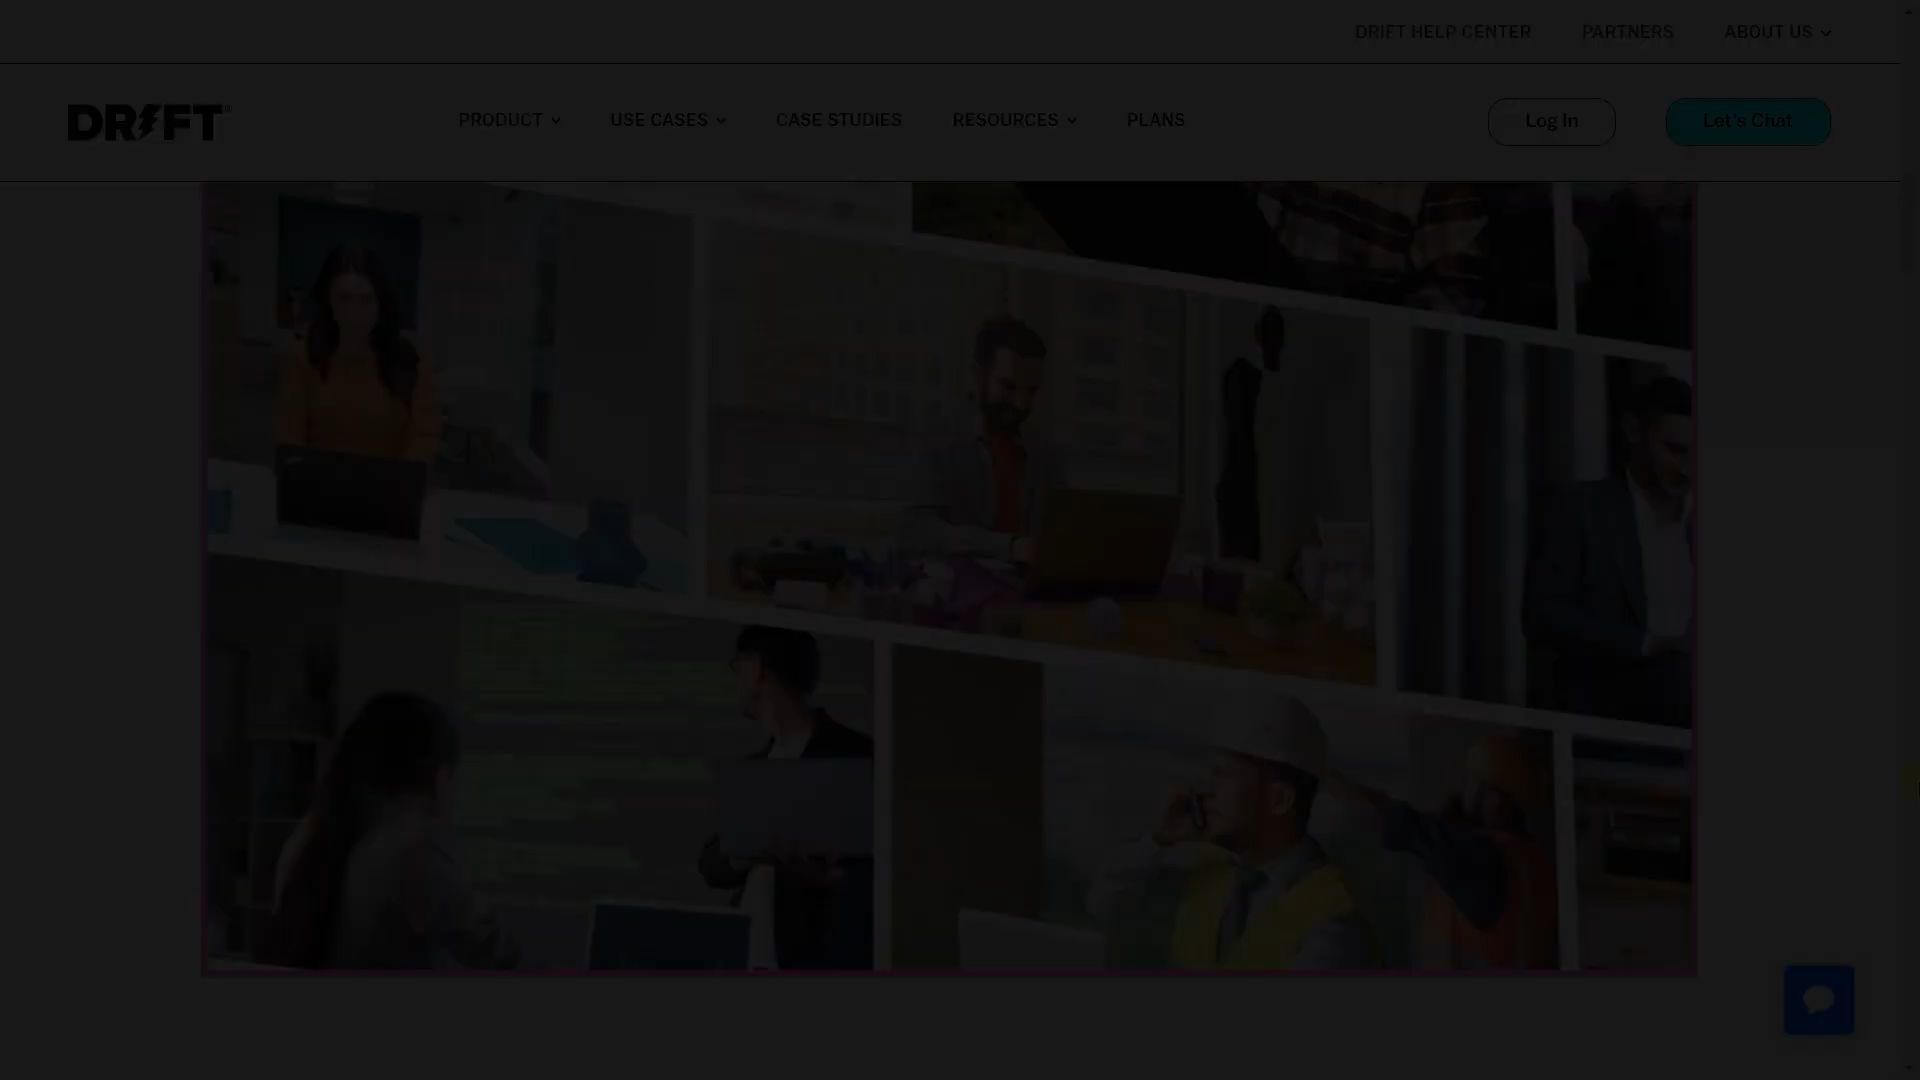 DRIFT HELP CENTER PARTNERS ABOUT US
DRIFT® PRODUCT USE CASES CASE STUDIES RESOURCES PLANS Log In Let's Chat